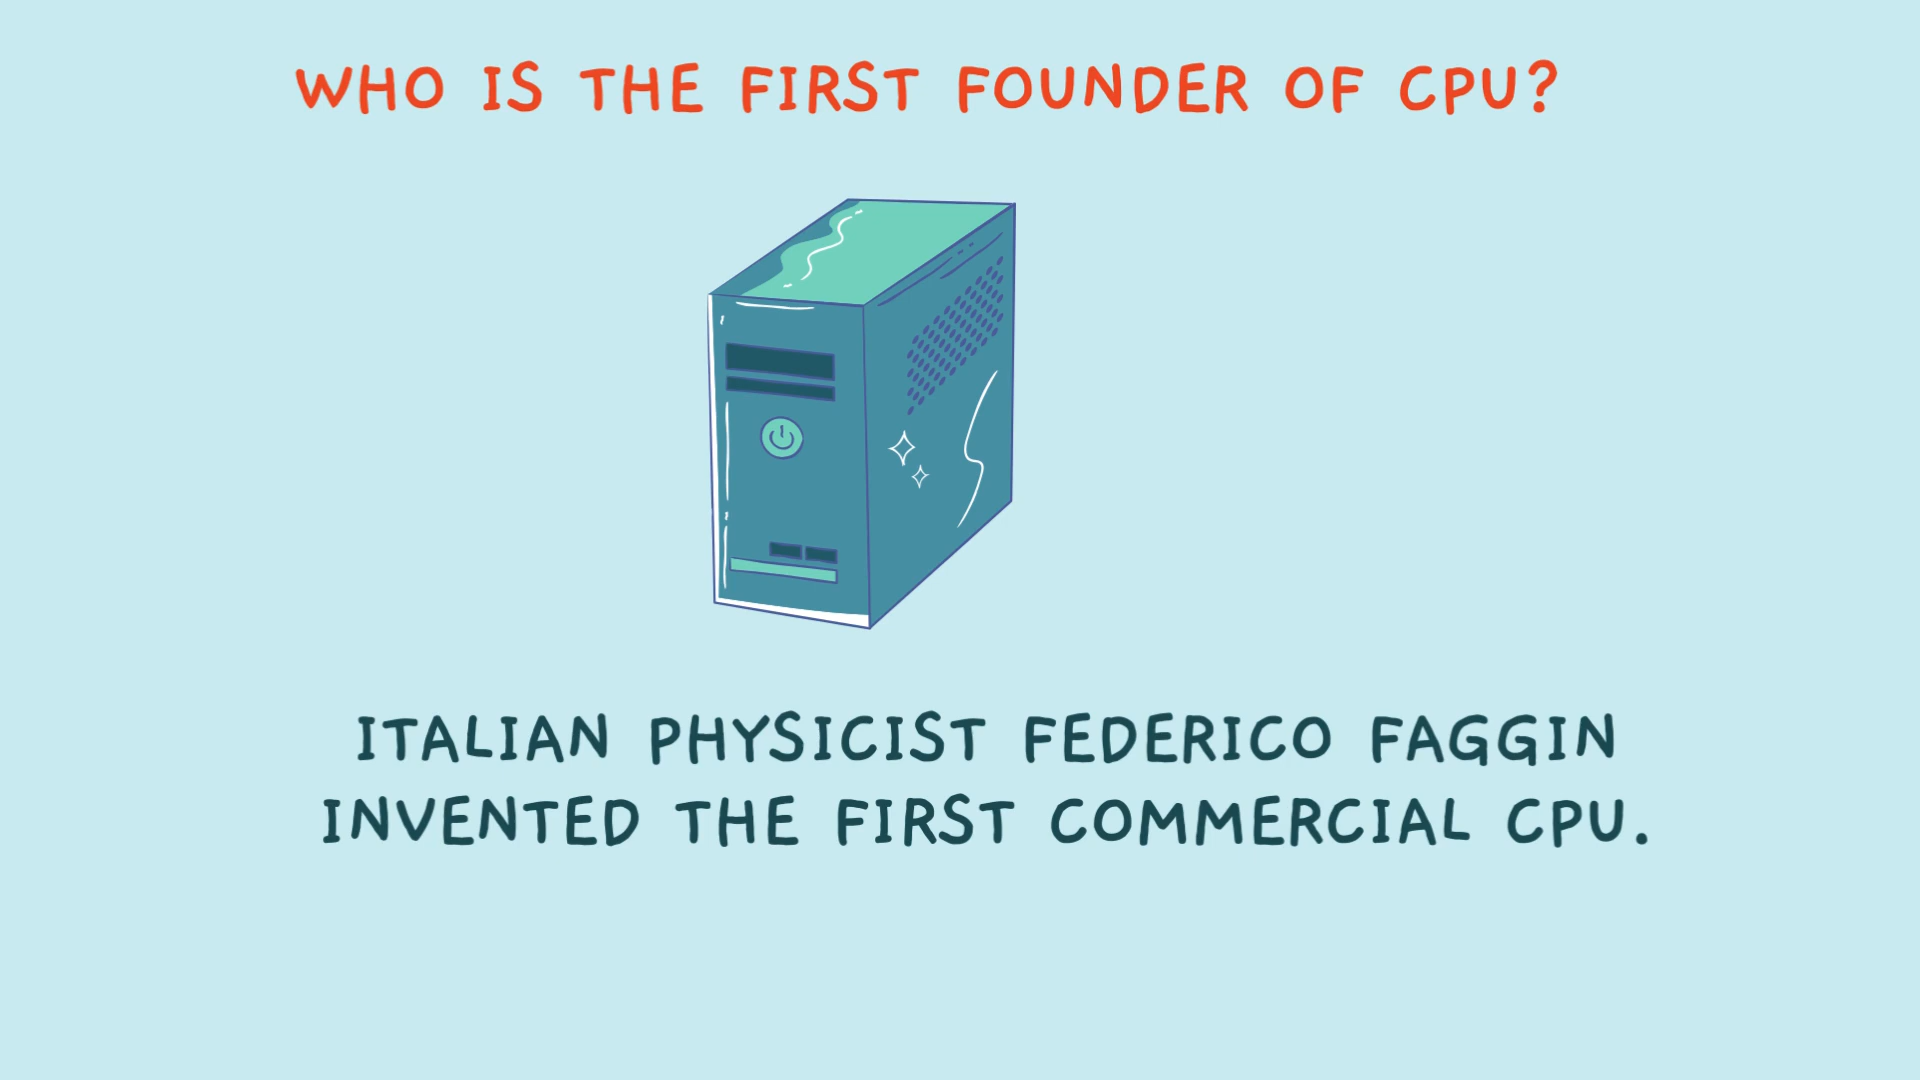 WHO IS THE FIRST FOUNDER OF CPU?
ITALIAN PHYSICIST FEDERICO FAGGIN
INVENTED THE FIRST COMMERCIAL CPU.